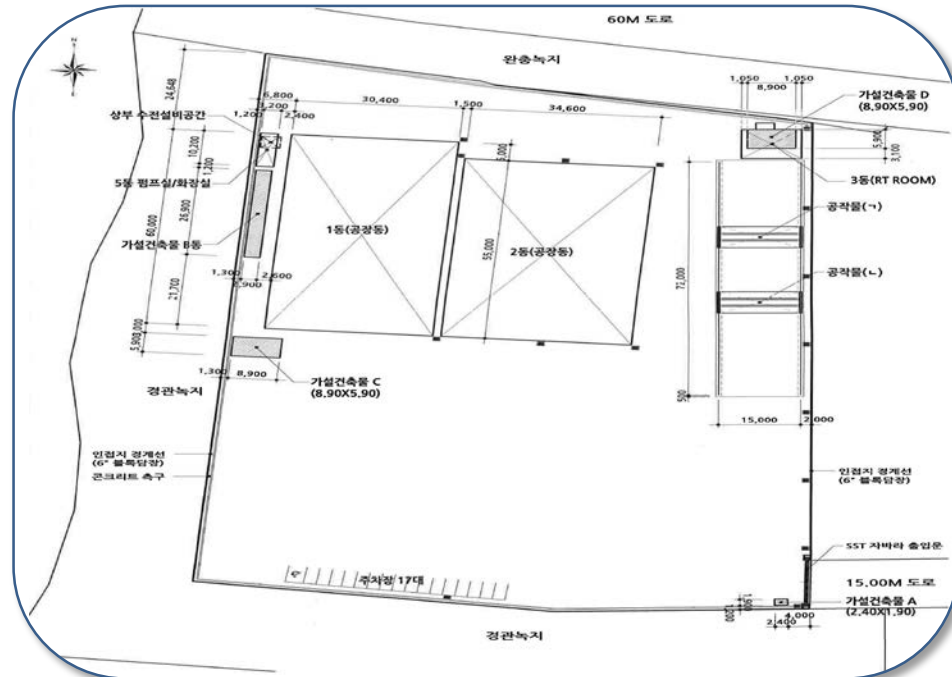 60M 도로
완충녹지
N
24,648
6,800
1,200
1,200
2,400
30,400
1,500
34,600
1,050
1,050
8,900
가설건축물 D
(8,90X5,90)
5,900
3,100
3동(RT ROOM)
상부 수전설비공간
10,200
1,200
5동 펌프실/화장실
60,000
26,900
가설건축물 B동
1동(공장동)
2동(공장동)
55,000
공작물(ㄱ)
공작물(ㄴ)
72,000
1,300
2,600
2,900
21,700
5,900
1,300
8,900
가설건축물 C
(8,90X5,90)
경관녹지
500
15,000
2,000
인접지 경계선
(6" 블록담장)
콘크리트 측구
인접지 경계선
(6" 블록담장)
SST 자바라 출입문
주차장 17대
15,00M 도로
가설건축물 A
(2,40X1,90)
4,000
2,400
1,900
1,200
경관녹지